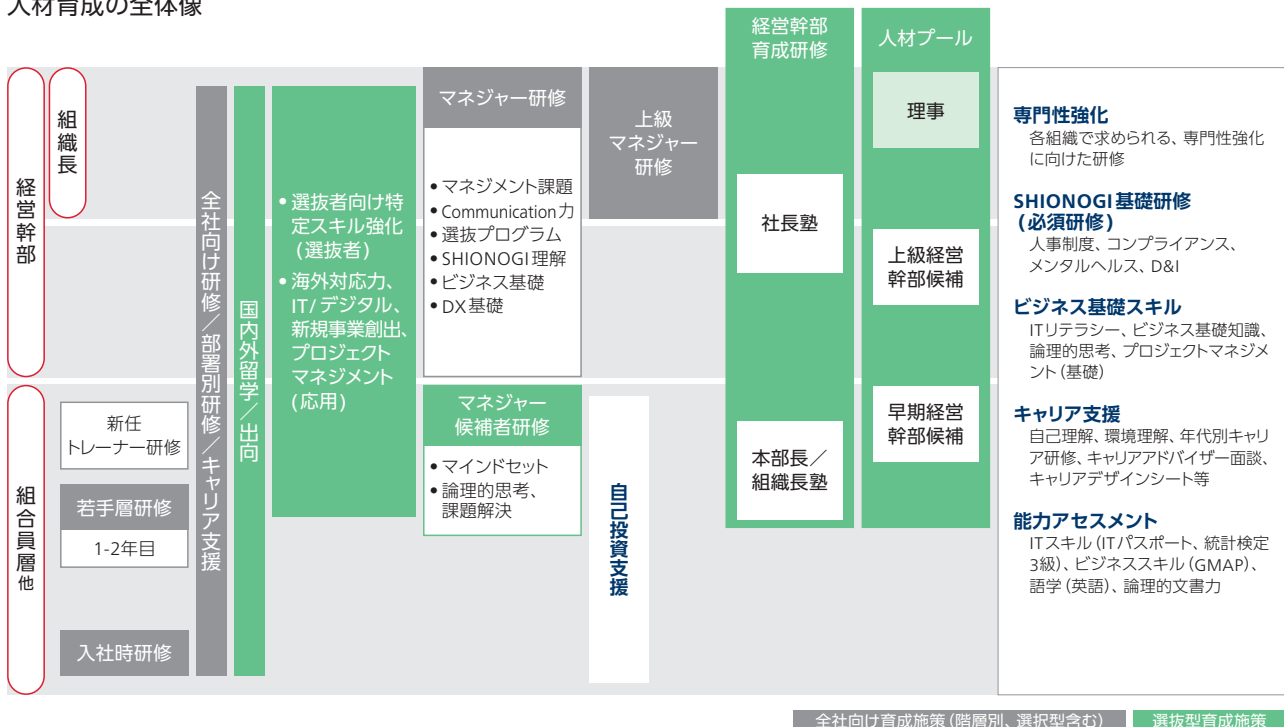 人材育成の全体像
経営幹部
組織長
組合員層他
新任
トレーナー研修
若手層研修
1-2年目
入社時研修
全社向け研修／部署別研修／キャリア支援
国内外留学／出向
• 選抜者向け特
定スキル強化
(選抜者)
• 海外対応力、
IT/デジタル、
新規事業創出、
プロジェクト
マネジメント
(応用)
マネジャー研修
• マネジメント課題
• Communication力
• 選抜プログラム
• SHIONOGI理解
• ビジネス基礎
• DX基礎
マネジャー
候補者研修
• マインドセット
• 論理的思考、
課題解決
上級
マネジャー
研修
自己投資支援
経営幹部
育成研修
社長塾
本部長／
組織長塾
人材プール
理事
上級経営
幹部候補
早期経営
幹部候補
専門性強化
各組織で求められる、専門性強化
に向けた研修
SHIONOGI基礎研修
(必須研修)
人事制度、コンプライアンス、
メンタルヘルス、D&I
ビジネス基礎スキル
ITリテラシー、ビジネス基礎知識、
論理的思考、プロジェクトマネジメ
ント(基礎)
キャリア支援
自己理解、環境理解、年代別キャリ
ア研修、キャリアアドバイザー面談、
キャリアデザインシート等
能力アセスメント
ITスキル(ITパスポート、統計検定
3級)、ビジネススキル(GMAP)、
語学(英語)、論理的文書力
全社向け育成施策(階層別、選択型含む)
選抜型育成施策